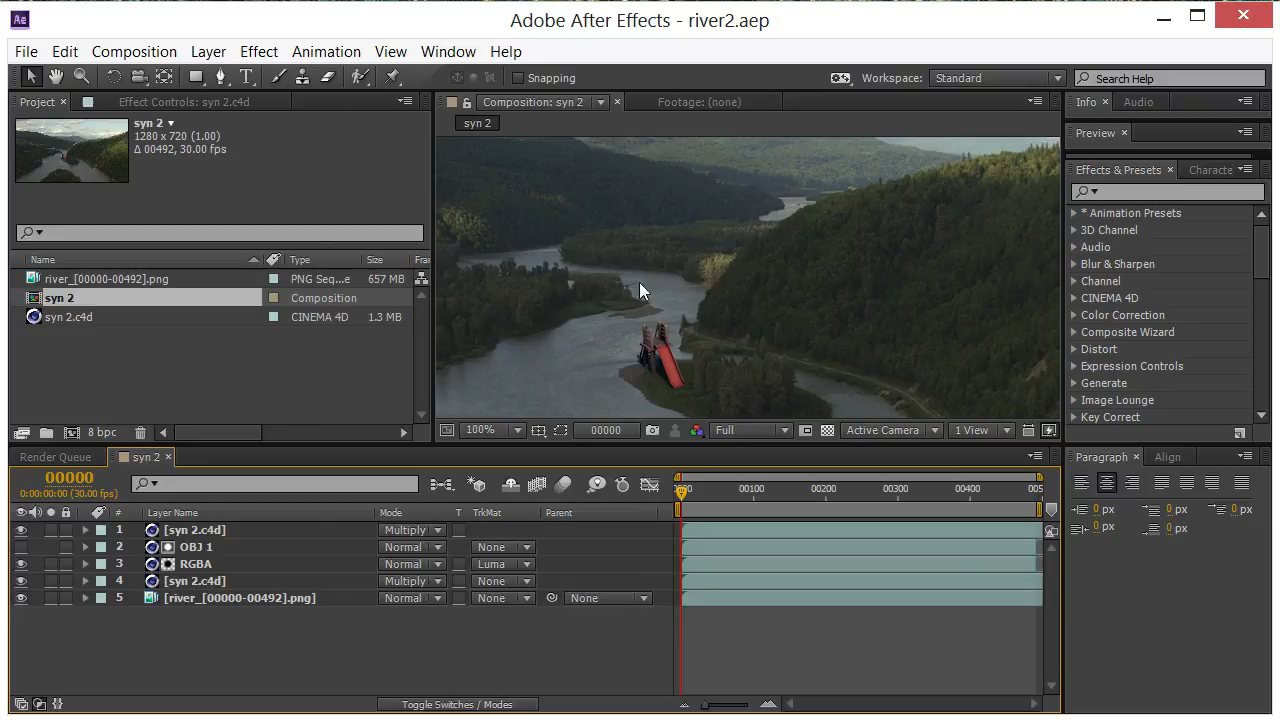 Ae
Adobe After Effects - river2.aep
File Edit Composition Layer Effect Animation View Window Help
T Snapping Workspace: Standard Search Help
Project × Effect Controls: syn 2.c4d Composition: syn 2 × Footage: (none) Info × Audio
syn 2
1280 x 720 (1.00)
Δ 00492, 30.00 fps
syn 2
Preview ×
Effects & Presets × Characte
* Animation Presets
3D Channel
Audio
Blur & Sharpen
Channel
CINEMA 4D
Color Correction
Composite Wizard
Distort
Expression Controls
Generate
Image Lounge
Key Correct
Name Type Size Fran
river_[00000-00492].png PNG Seq...e 657 MB
syn 2 Composition
syn 2.c4d CINEMA 4D 1.3 MB
8 bpc
100% 00000 Full Active Camera 1 View
Render Queue syn 2 × Paragraph × Align
00000
0:00:00:00 (30.00 fps)
00100 00200 00300 00400 005
# Layer Name Mode T TrkMat Parent
1 [syn 2.c4d] Multiply
2 OBJ 1 Normal None
3 RGBA Normal Luma
4 [syn 2.c4d] Multiply None
5 [river_[00000-00492].png] Normal None None
0 px 0 px 0 px
0 px 0 px
Toggle Switches / Modes